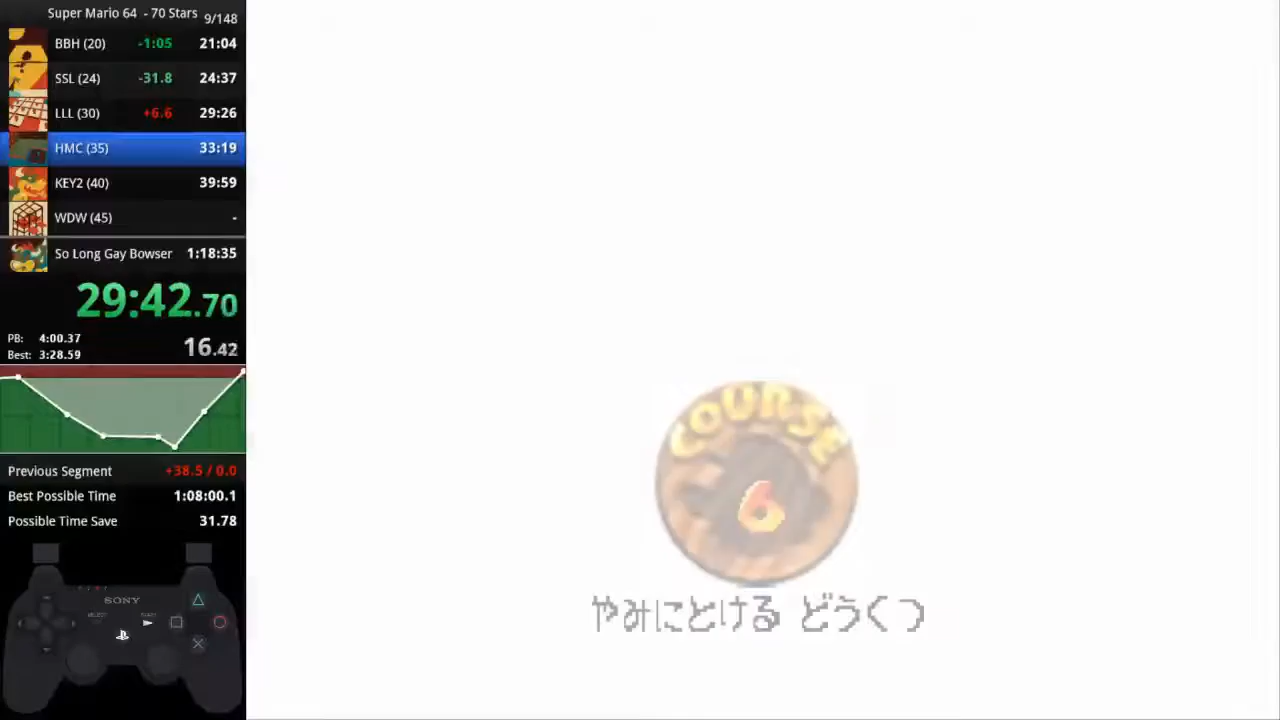 Super Mario 64 - 70 Stars
9/148
BBH (20) -1:05 21:04
SSL (24) -31.8 24:37
LLL (30) +6.6 29:26
HMC (35) 33:19
KEY2 (40) 39:59
WDW (45) -
So Long Gay Bowser 1:18:35
29:42.70
PB: 4:00.37
16.42
Best: 3:28.59
Previous Segment +38.5 / 0.0
Best Possible Time 1:08:00.1
Possible Time Save 31.78
SONY
SELECT START
COURSE
6
やみにとける どうくつ